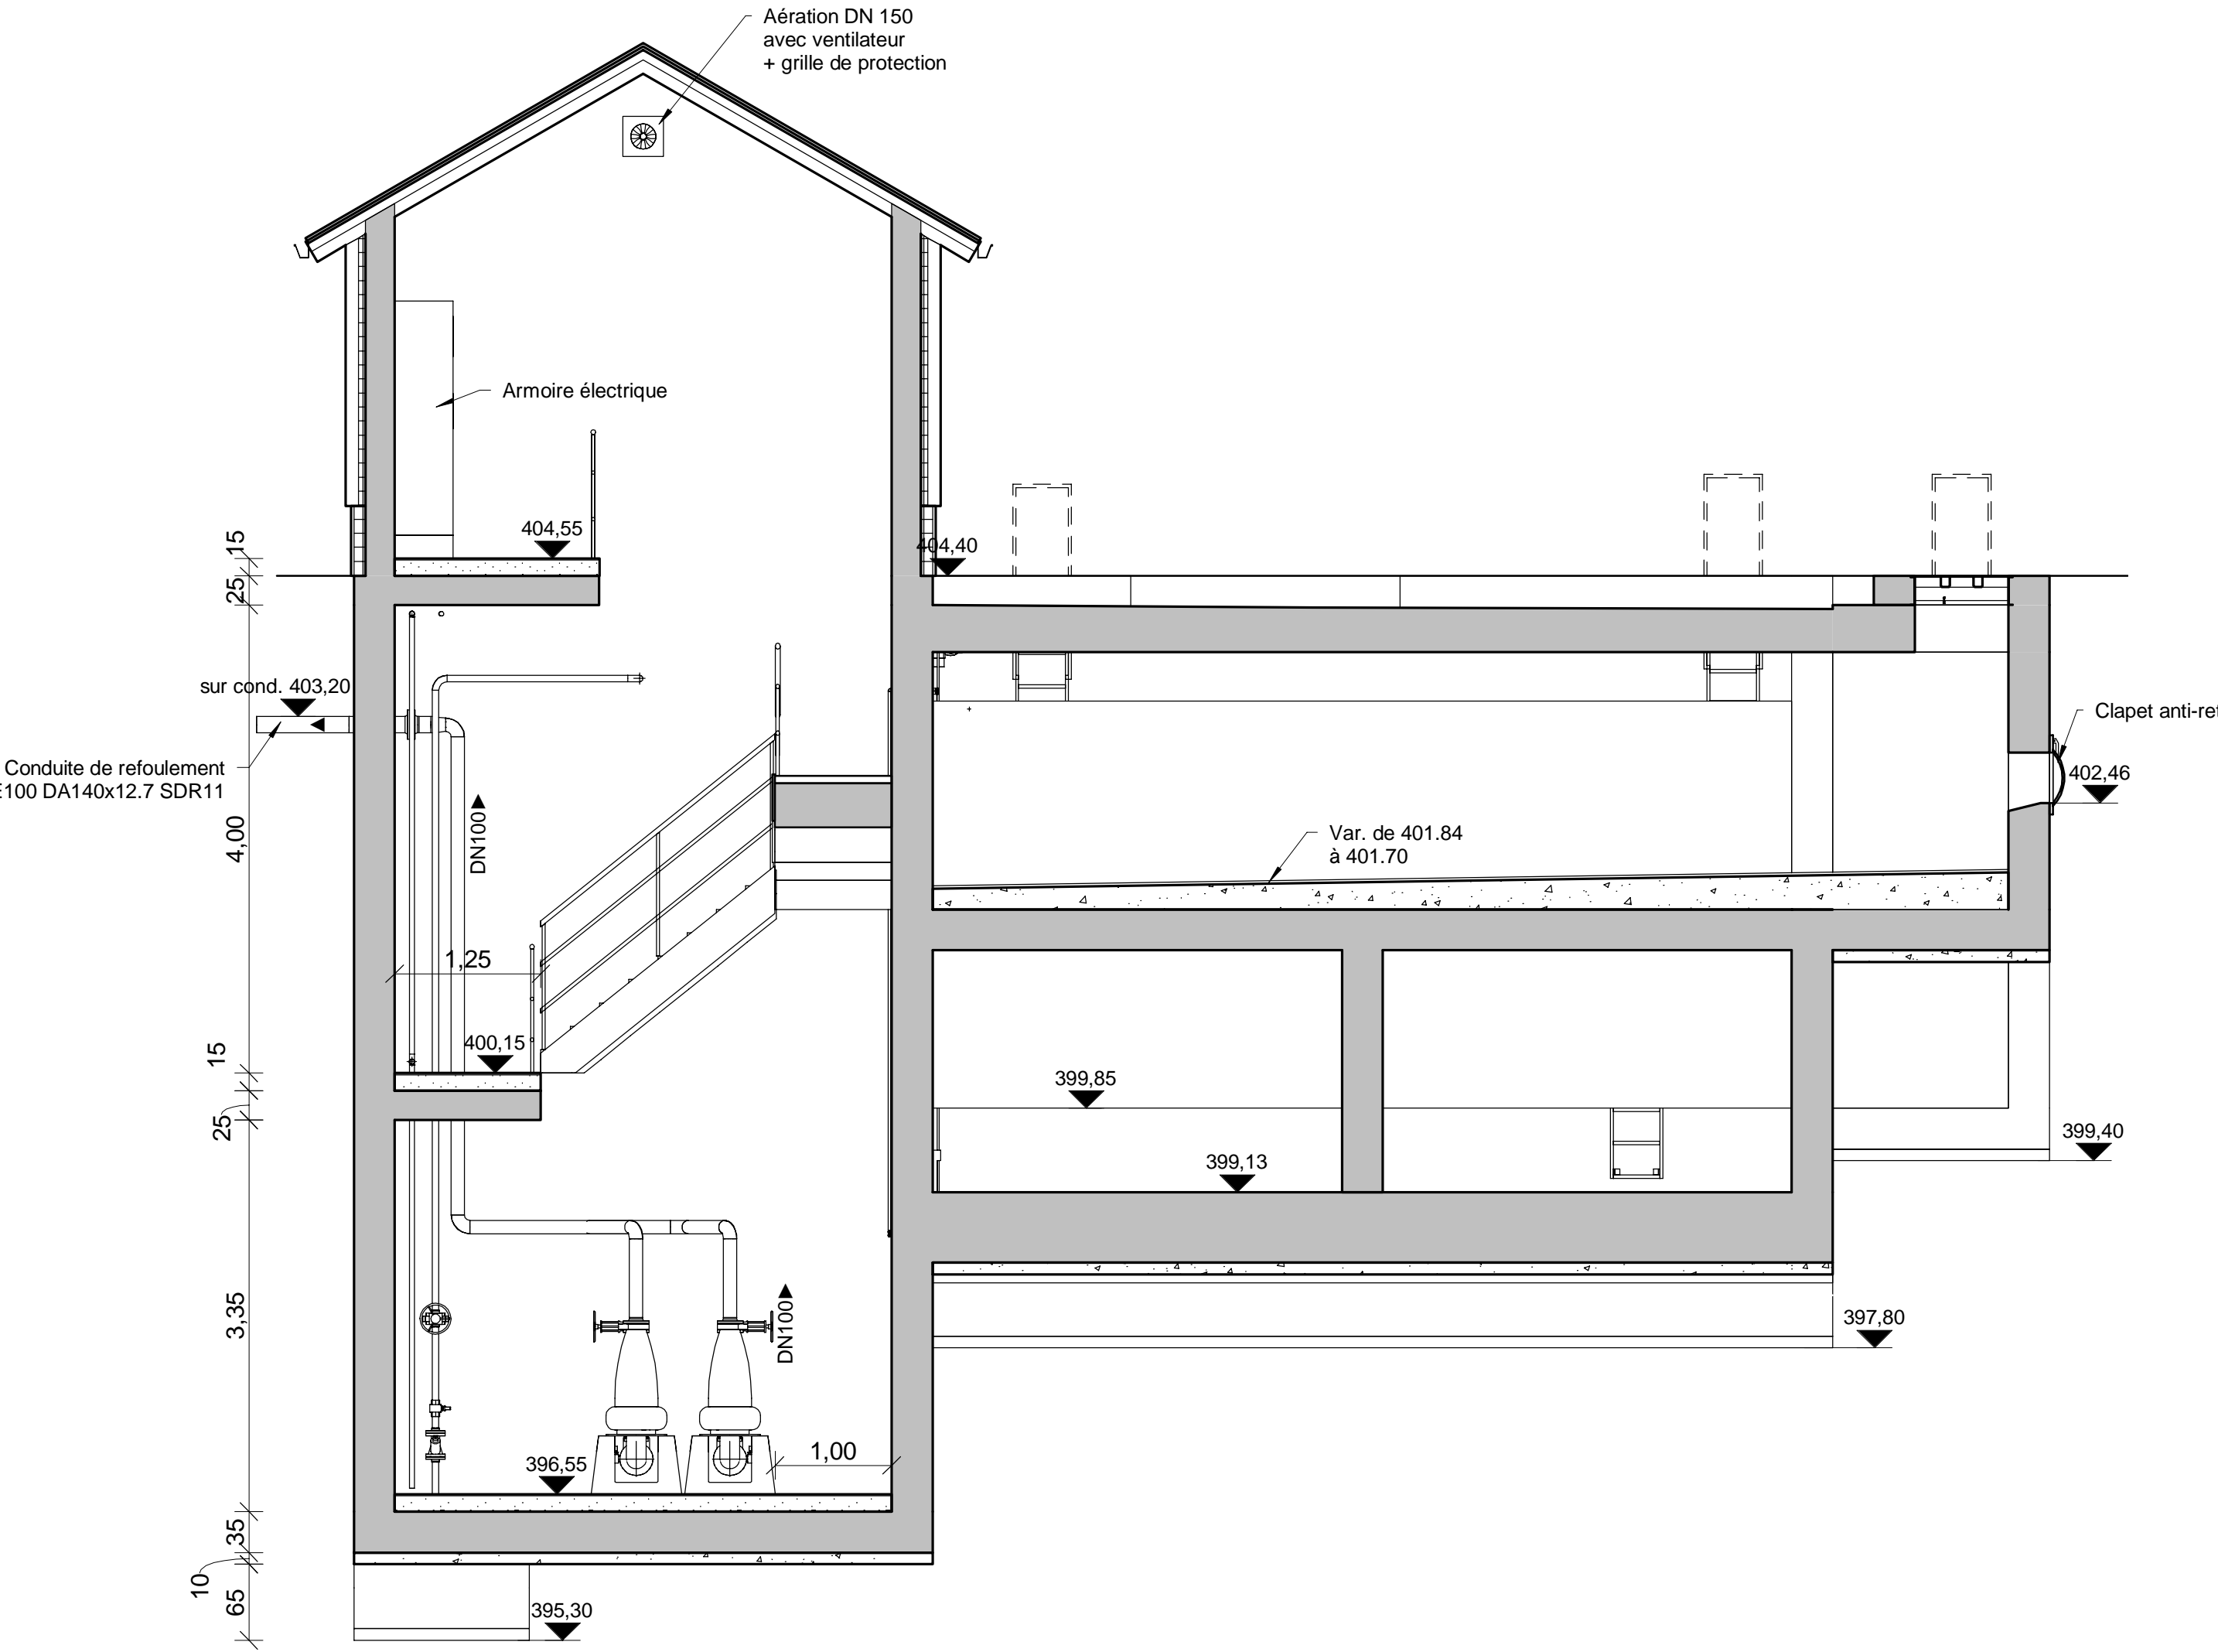 Aération DN 150
avec ventilateur
+ grille de protection
Armoire électrique
404,55
404,40
15
25
sur cond. 403,20
Conduite de refoulement
E100 DA140x12.7 SDR11
Clapet anti-ret
402,46
DN100
4,00
Var. de 401.84
à 401.70
1,25
400,15
15
25
399,85
399,40
399,13
3,35
DN100
397,80
1,00
396,55
35
10
65
395,30